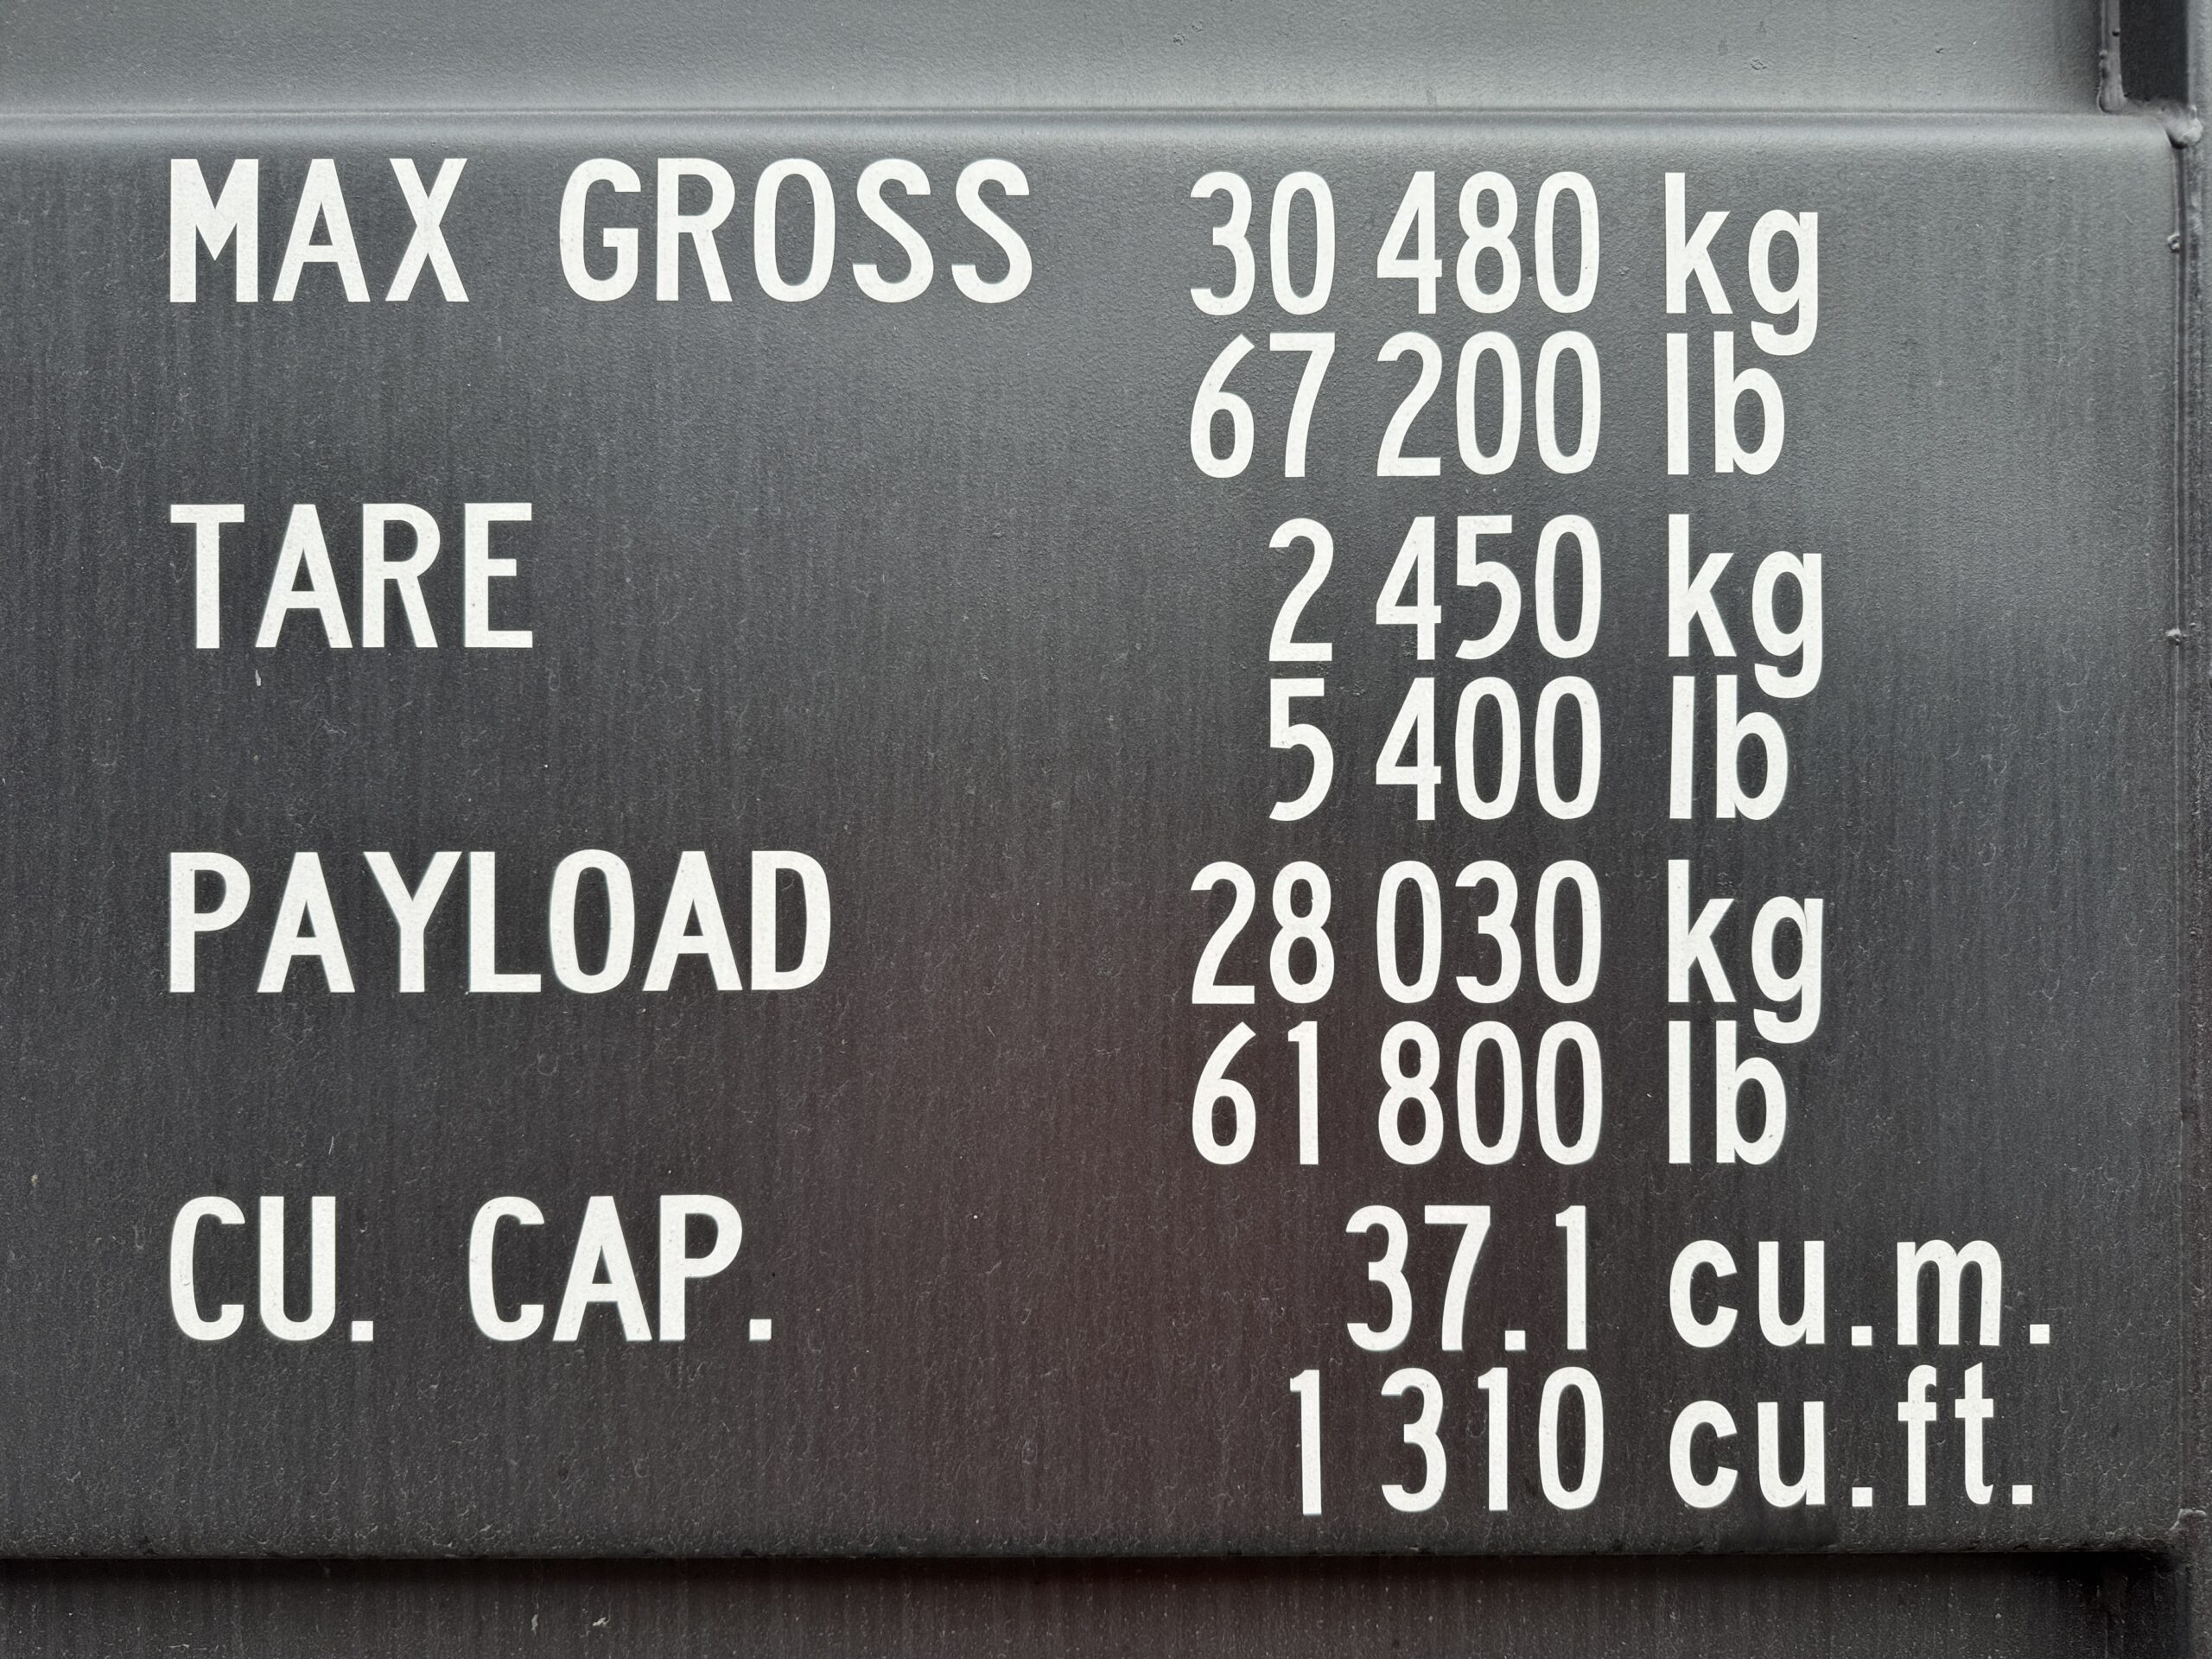 MAX GROSS 30 480 kg
67 200 lb
TARE 2 450 kg
5 400 lb
PAYLOAD 28 030 kg
61 800 lb
CU. CAP. 37.1 cu.m.
1 310 cu.ft.